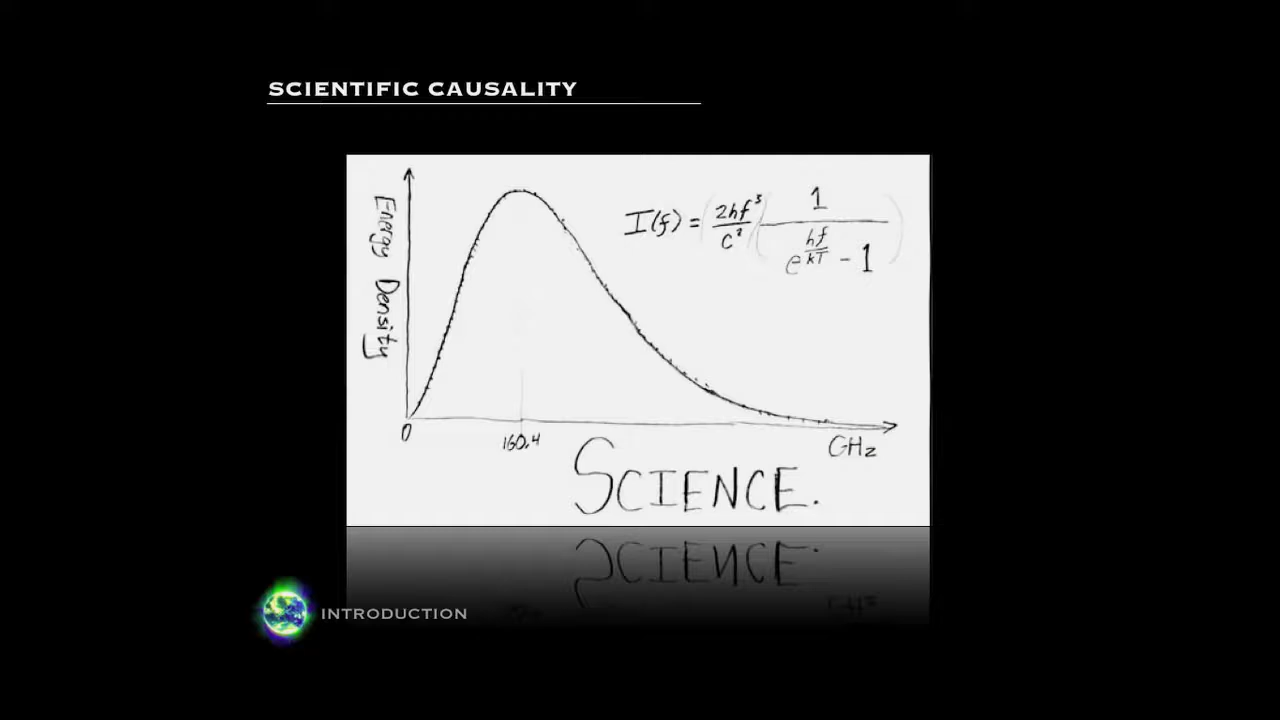 SCIENTIFIC CAUSALITY
Energy Density
I(f) = (2hf³/c²)(1/(e^(hf/kT) - 1))
0
160.4
GHz
SCIENCE.
INTRODUCTION